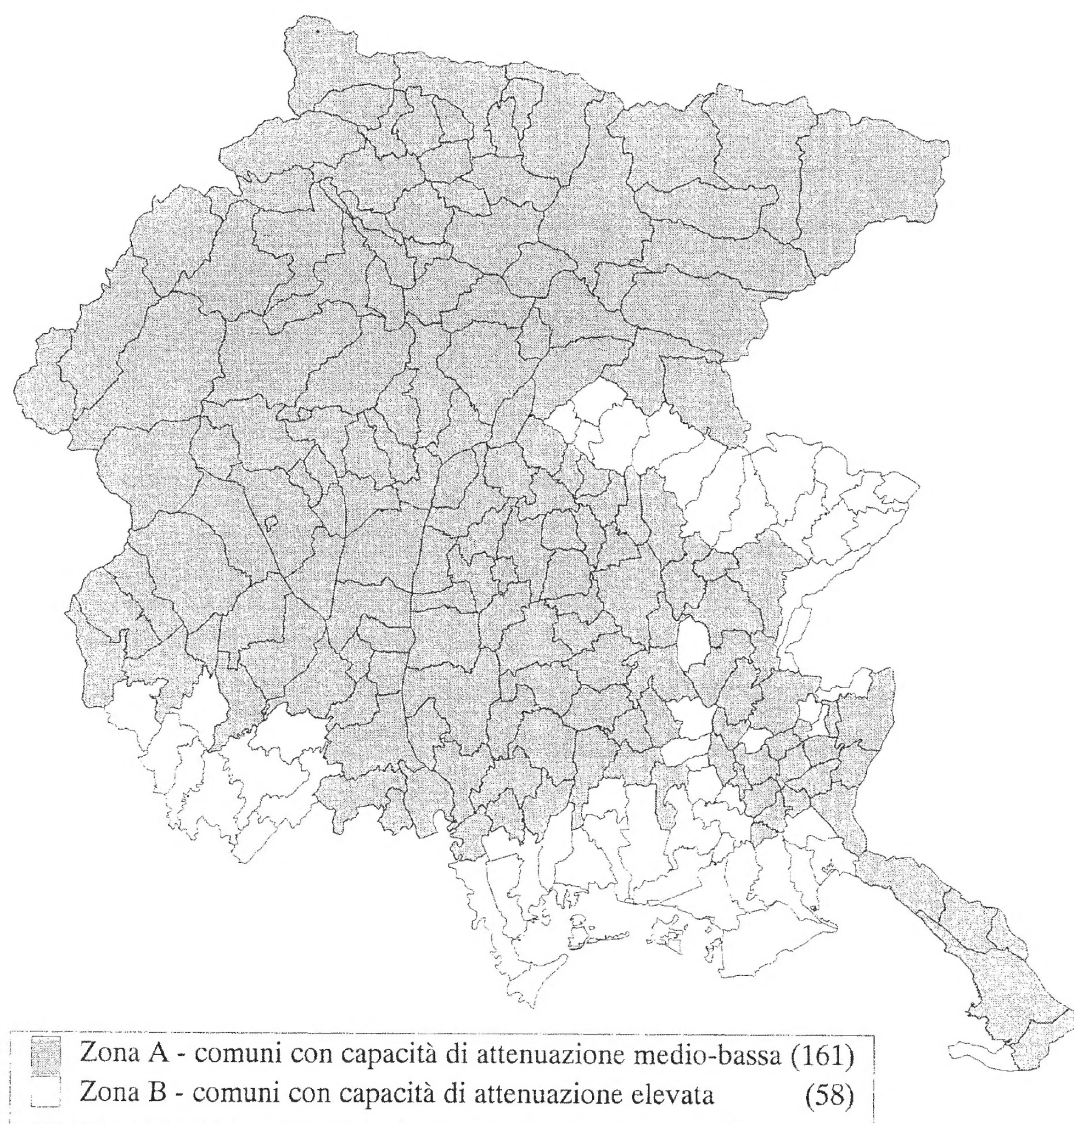 Zona A - comuni con capacità di attenuazione medio-bassa (161)
Zona B - comuni con capacità di attenuazione elevata (58)